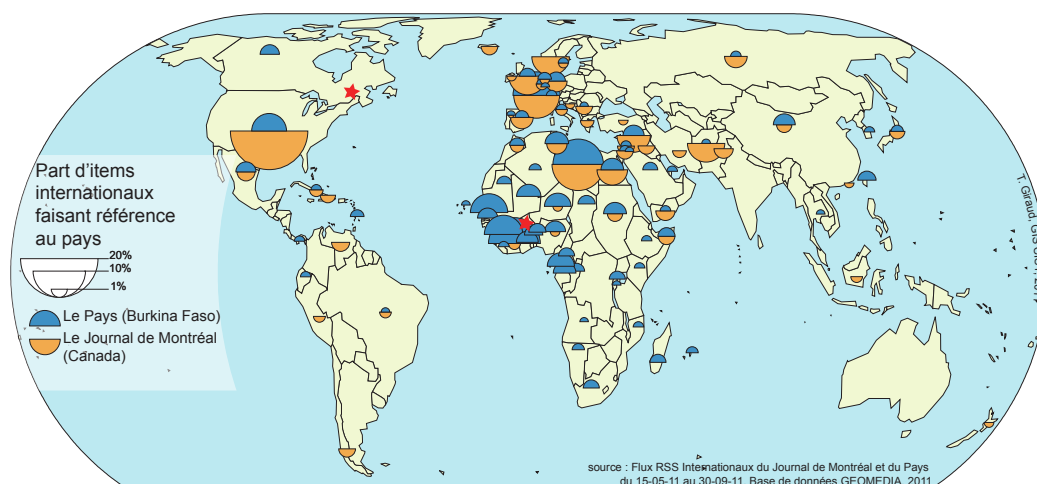 Part d'items
internationaux
faisant référence
au pays
20%
10%
1%
Le Pays (Burkina Faso)
Le Journal de Montréal
(Canada)
T. Giraud,
source : Flux RSS Internationaux du Journal de Montréal et du Pays
du 15-05-11 au 30-09-11. Base de données GEOMEDIA, 2011